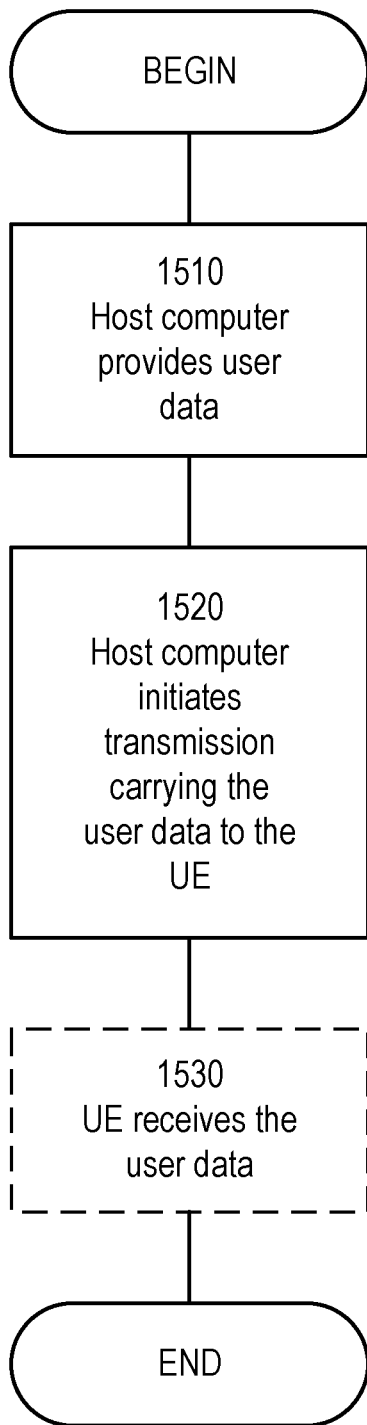 BEGIN
1510
Host computer
provides user
data
1520
Host computer
initiates
transmission
carrying the
user data to the
UE
1530
UE receives the
user data
END